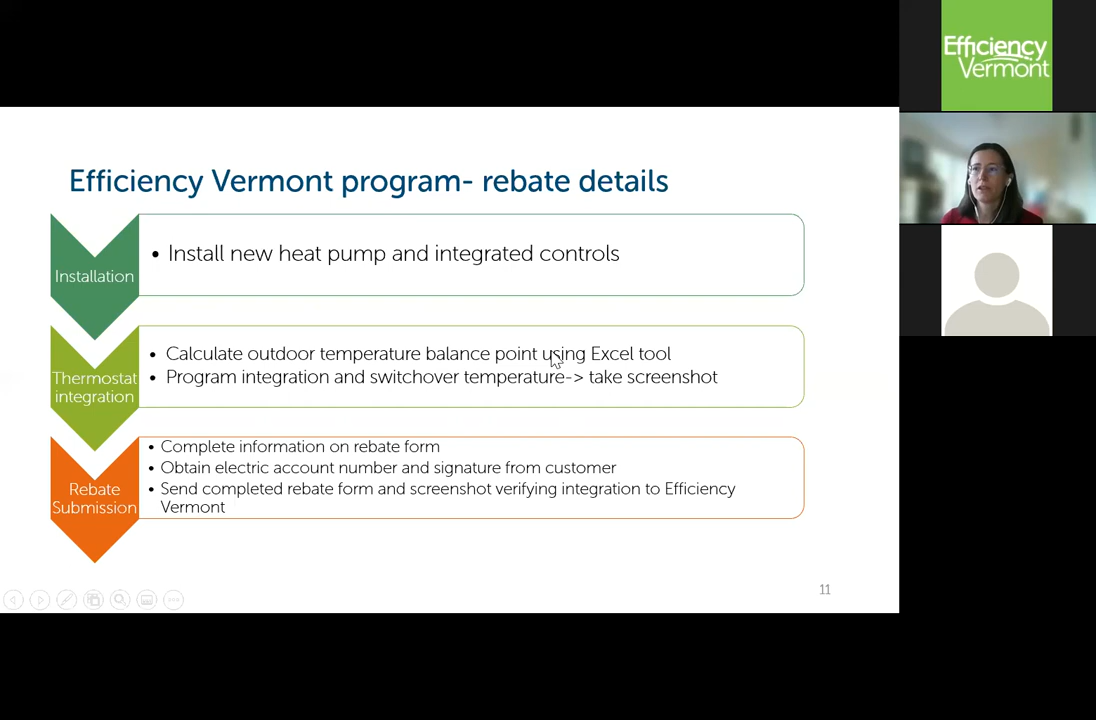 Efficiency
Vermont
Efficiency Vermont program- rebate details
Installation
• Install new heat pump and integrated controls
Thermostat
integration
• Calculate outdoor temperature balance point using Excel tool
• Program integration and switchover temperature-> take screenshot
Rebate
Submission
• Complete information on rebate form
• Obtain electric account number and signature from customer
• Send completed rebate form and screenshot verifying integration to Efficiency
Vermont
11